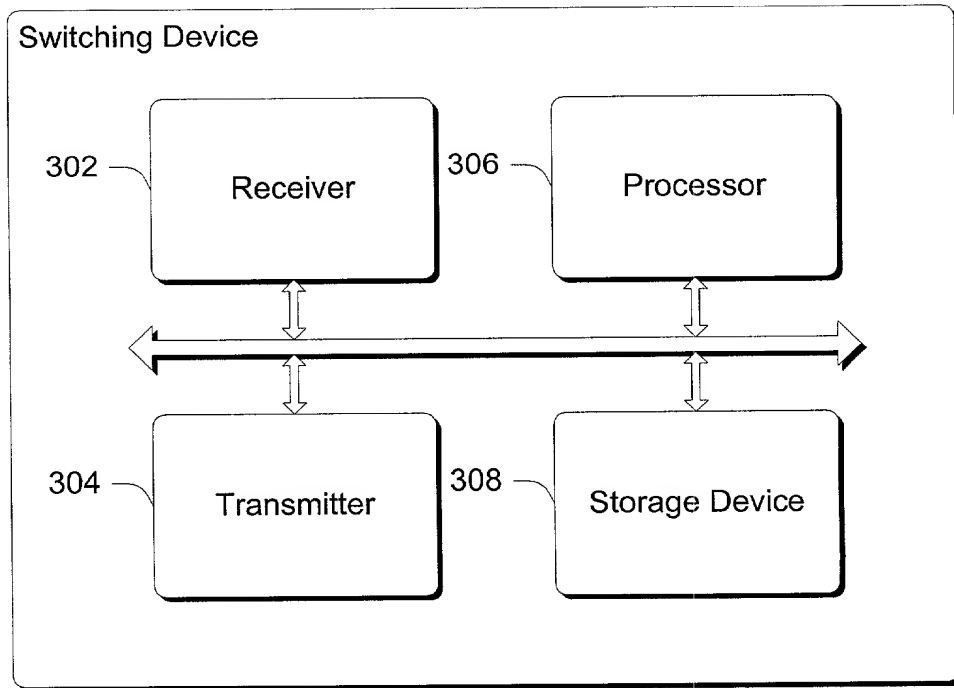 Switching Device
302
Receiver
306
Processor
304
Transmitter
308
Storage Device